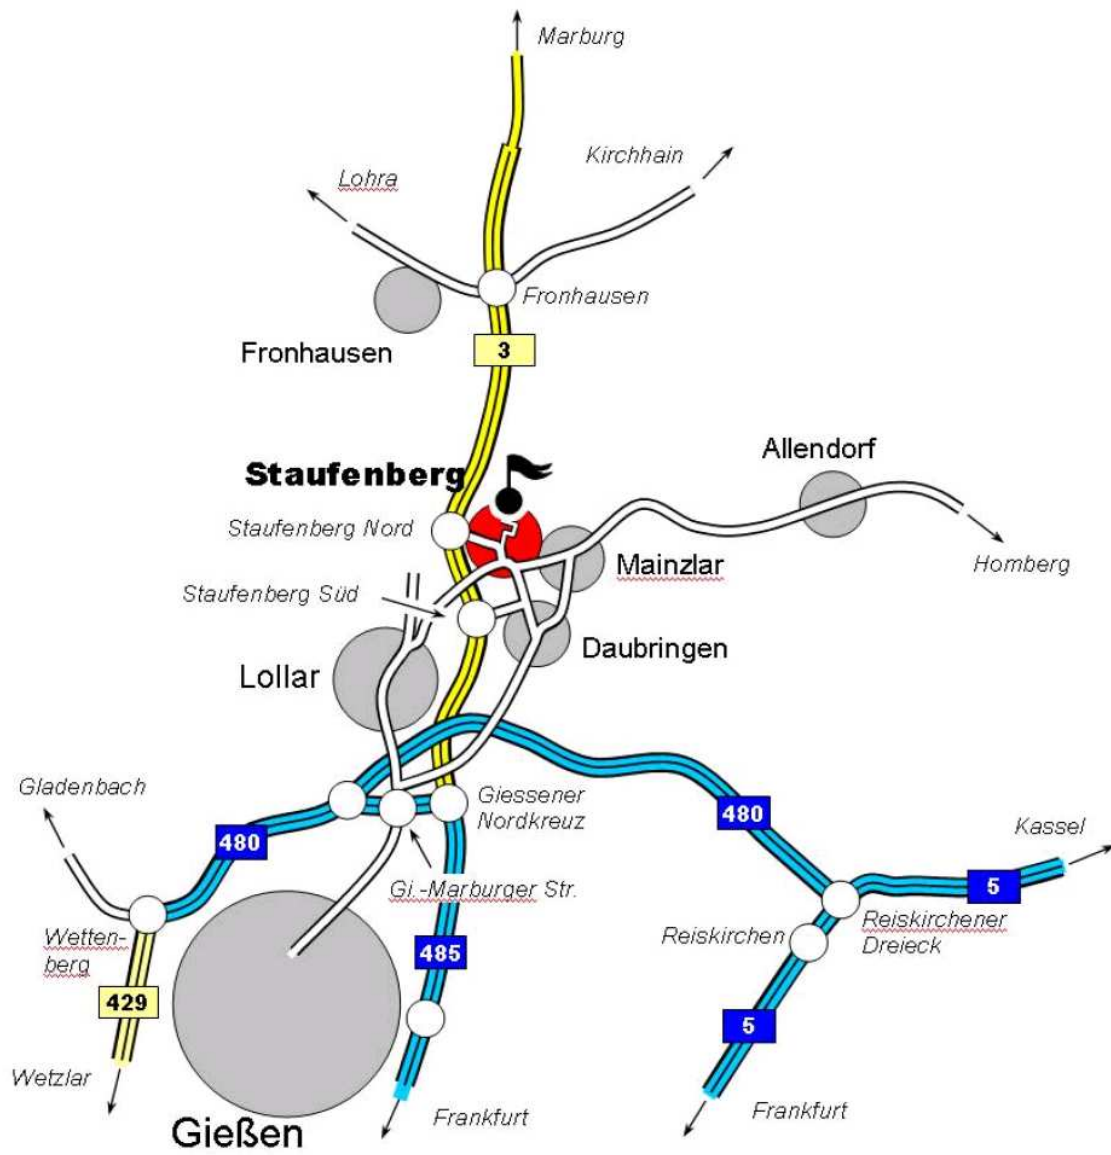 Marburg
Kirchhain
Lohra
Fronhausen
Fronhausen
3
Allendorf
Staufenberg
Staufenberg Nord
Homberg
Mainzlar
Staufenberg Süd
Daubringen
Lollar
Gladenbach
Giessener
Nordkreuz
480
480
Kassel
Gi.-Marburger Str.
5
Reiskirchener
Dreieck
Reiskirchen
Wetten-
berg
485
429
5
Wetzlar
Frankfurt
Frankfurt
Gießen